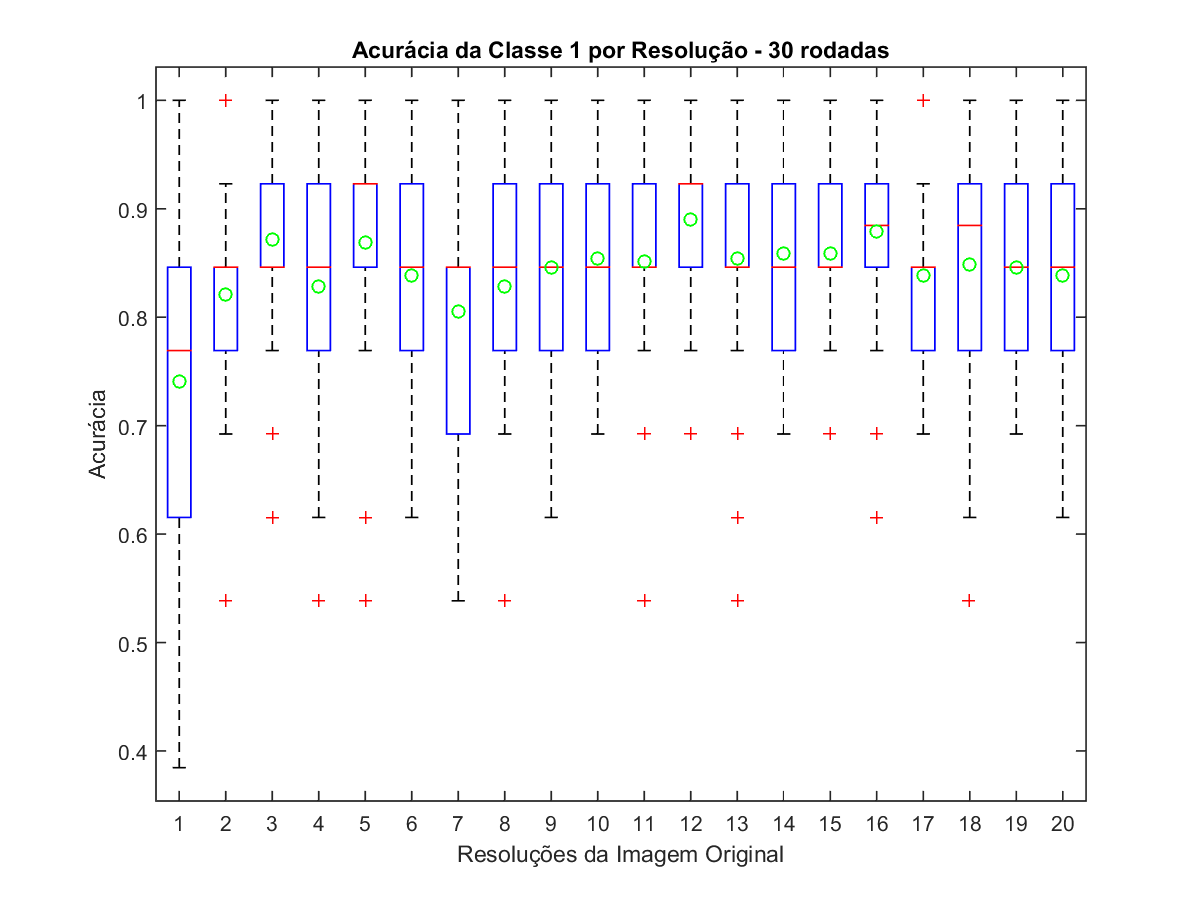 Acurácia da Classe 1 por Resolução - 30 rodadas
1
0.9
0.8
0.7
0.6
0.5
0.4
Acurácia
1 2 3 4 5 6 7 8 9 10 11 12 13 14 15 16 17 18 19 20
Resoluções da Imagem Original